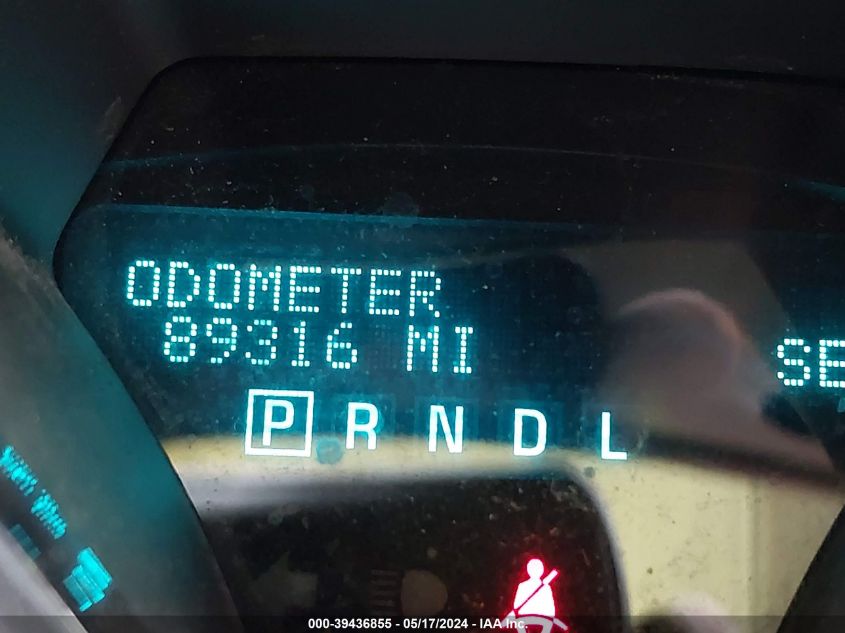 ODOMETER
89316 MI
SE
P R N D L
000-39436855 - 05/17/2024 - IAA Inc.